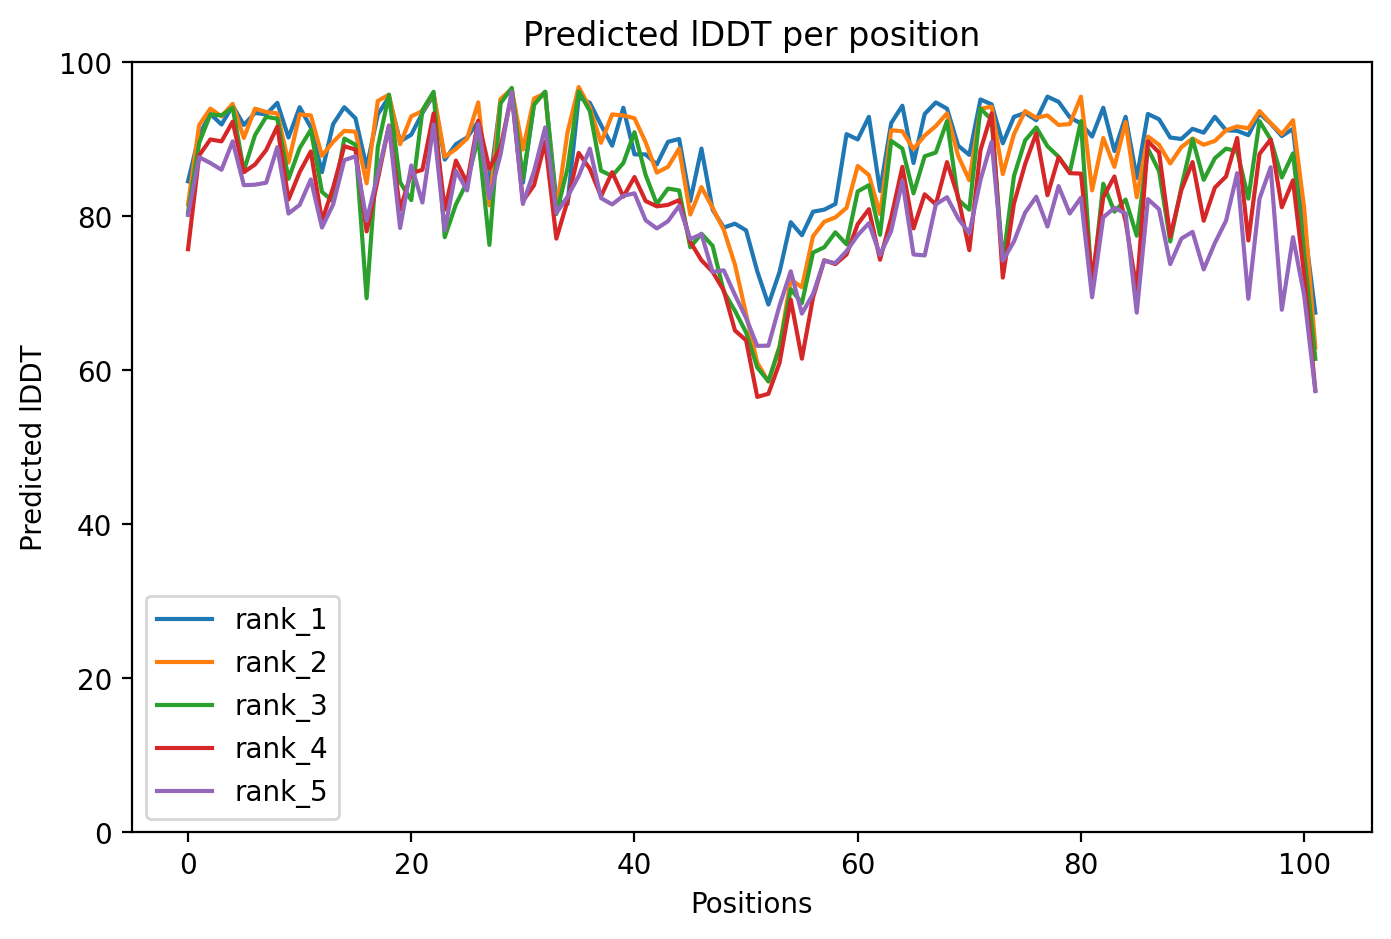 Predicted lDDT per position
Predicted lDDT
100
80
60
40
20
0
rank_1
rank_2
rank_3
rank_4
rank_5
0 20 40 60 80 100
Positions